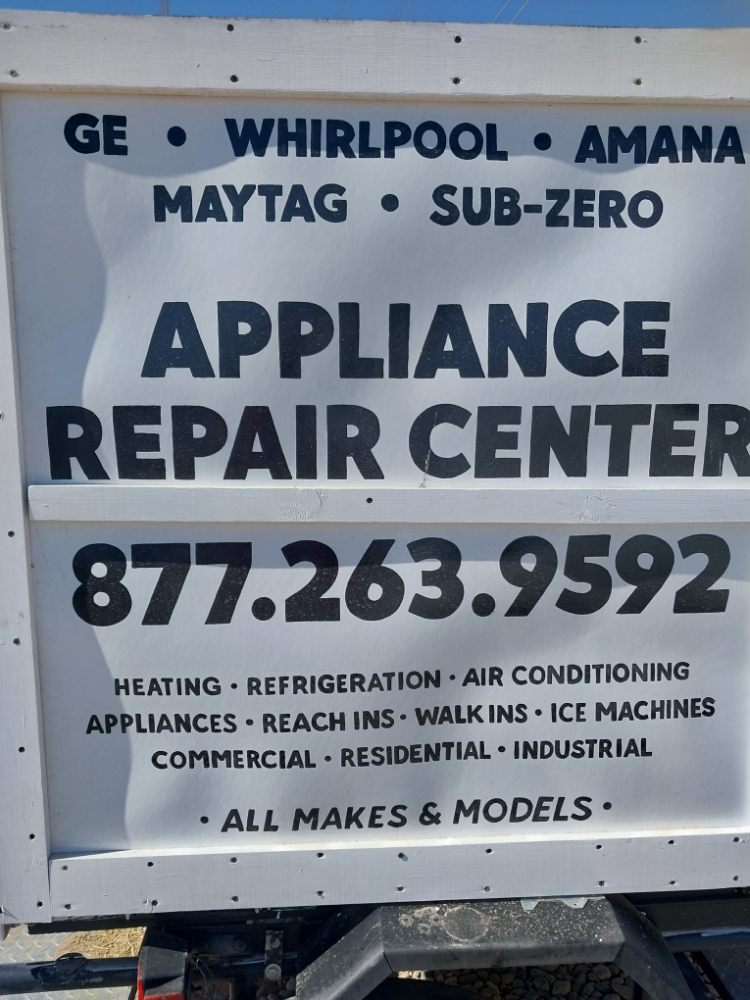 GE • WHIRLPOOL • AMANA
MAYTAG • SUB-ZERO
APPLIANCE
REPAIR CENTER
877.263.9592
HEATING • REFRIGERATION • AIR CONDITIONING
APPLIANCES • REACH INS • WALK INS • ICE MACHINES
COMMERCIAL • RESIDENTIAL • INDUSTRIAL
• ALL MAKES & MODELS •